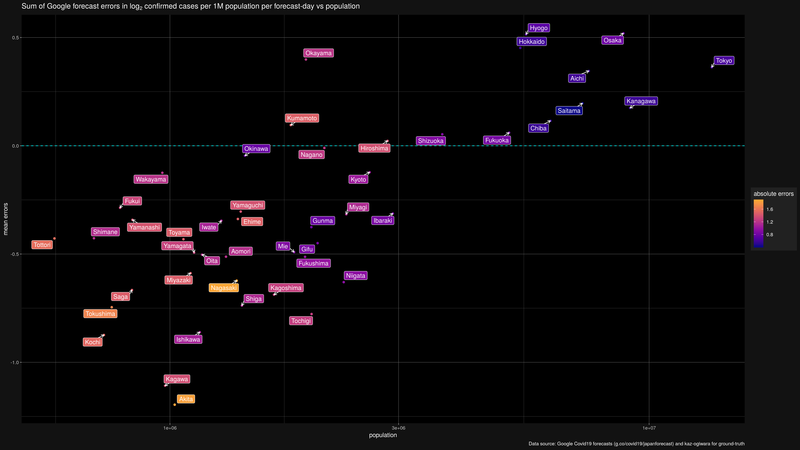 Sum of Google forecast errors in log₂ confirmed cases per 1M population per forecast-day vs population
0.5
Hyogo
Hokkaido
Osaka
Okayama
Tokyo
Aichi
Kanagawa
Saitama
Kumamoto
Chiba
Shizuoka
Fukuoka
0.0
Okinawa
Hiroshima
Nagano
Wakayama
Kyoto
absolute errors
1.6
1.2
0.8
mean errors
Fukui
Yamaguchi
Miyagi
Ehime
Gunma
Ibaraki
Yamanashi
Iwate
Shimane
Toyama
Tottori
Yamagata
Mie
Gifu
Aomori
-0.5
Oita
Fukushima
Miyazaki
Niigata
Nagasaki
Kagoshima
Saga
Shiga
Tokushima
Tochigi
Kochi
Ishikawa
-1.0
Kagawa
Akita
1e+06
3e+06
1e+07
population
Data source: Google Covid19 forecasts (g.co/covid19/japanforecast) and kaz-ogiwara for ground-truth